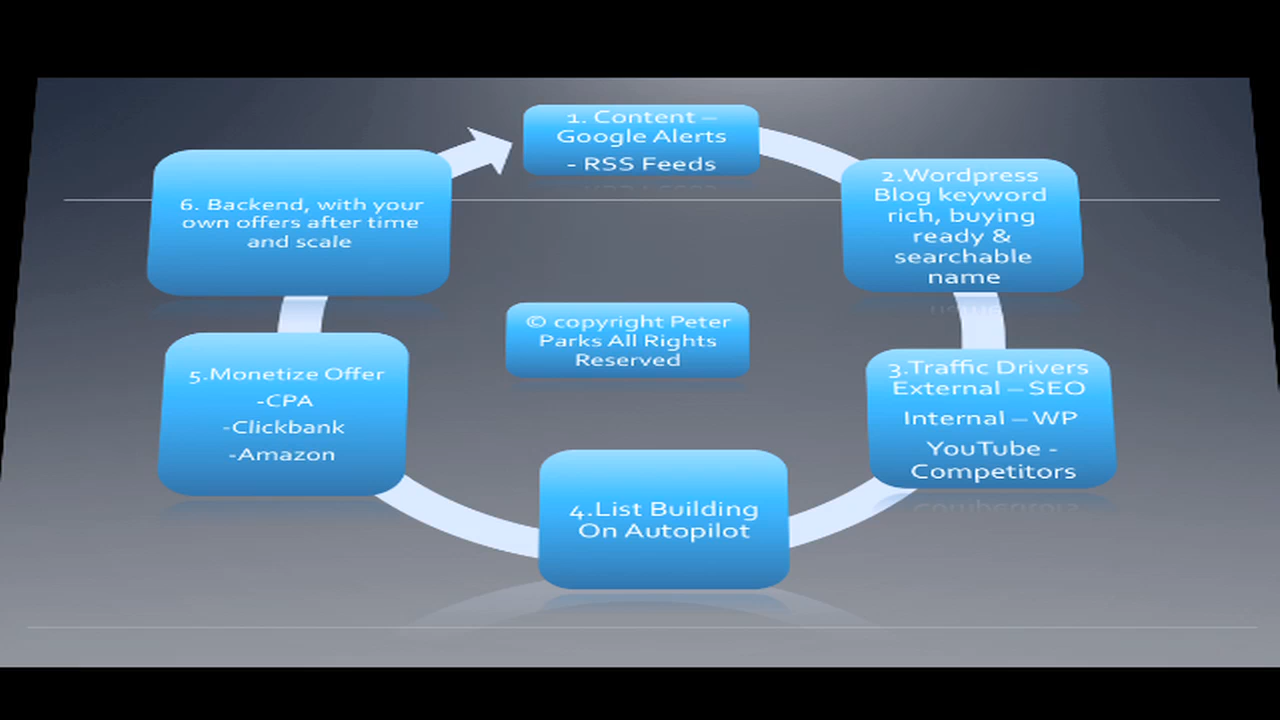 1. Content –
Google Alerts
- RSS Feeds
2.Wordpress
Blog keyword
rich, buying
ready &
searchable
name
3.Traffic Drivers
External – SEO
Internal – WP
YouTube -
Competitors
4.List Building
On Autopilot
5.Monetize Offer
-CPA
-Clickbank
-Amazon
6. Backend, with your
own offers after time
and scale
© copyright Peter
Parks All Rights
Reserved